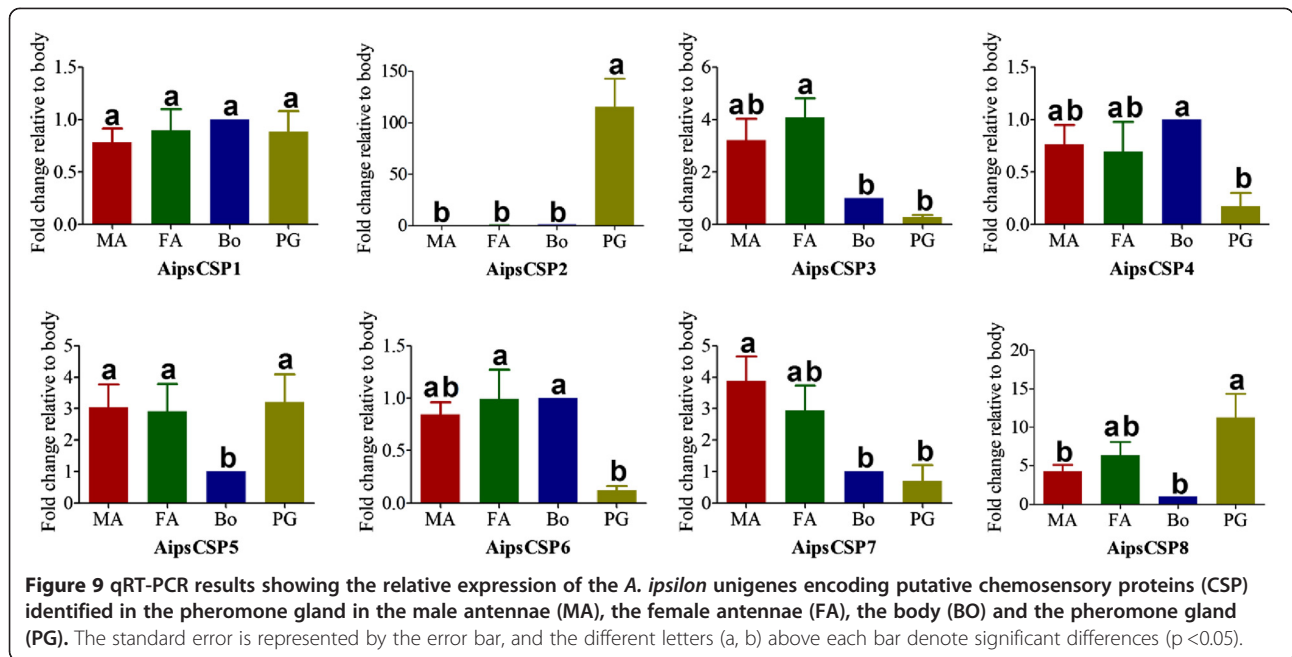 Fold change relative to body
1.5
1.0
0.5
0.0
a
a
a
a
MA
FA
Bo
PG
AipsCSP1
Fold change relative to body
150
100
50
0
b
b
b
a
MA
FA
Bo
PG
AipsCSP2
Fold change relative to body
6
4
2
0
ab
a
b
b
MA
FA
Bo
PG
AipsCSP3
Fold change relative to body
1.5
1.0
0.5
0.0
ab
ab
a
b
MA
FA
Bo
PG
AipsCSP4
Fold change relative to body
5
4
3
2
1
0
a
a
b
a
MA
FA
Bo
PG
AipsCSP5
Fold change relative to body
1.5
1.0
0.5
0.0
ab
a
a
b
MA
FA
Bo
PG
AipsCSP6
Fold change relative to body
5
4
3
2
1
0
a
ab
b
b
MA
FA
Bo
PG
AipsCSP7
Fold change relative to body
20
15
10
5
0
b
ab
b
a
MA
FA
Bo
PG
AipsCSP8
Figure 9 qRT-PCR results showing the relative expression of the A. ipsilon unigenes encoding putative chemosensory proteins (CSP)
identified in the pheromone gland in the male antennae (MA), the female antennae (FA), the body (BO) and the pheromone gland
(PG). The standard error is represented by the error bar, and the different letters (a, b) above each bar denote significant differences (p <0.05).